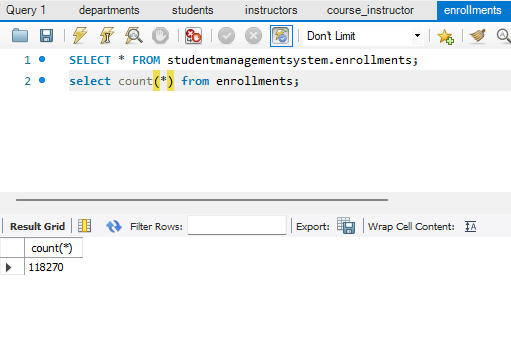 Query 1 departments students instructors course_instructor enrollments
Don't Limit
1 SELECT * FROM studentmanagementsystem.enrollments;
2 select count(*) from enrollments;
Result Grid Filter Rows: Export: Wrap Cell Content:
count(*)
118270